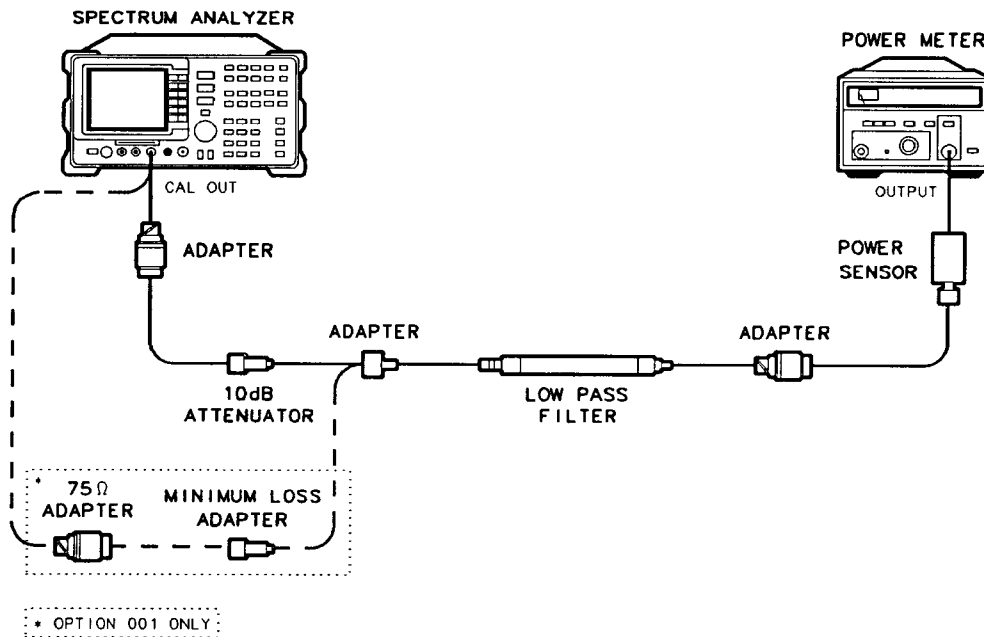 SPECTRUM ANALYZER
POWER METER
CAL OUT
OUTPUT
ADAPTER
POWER
SENSOR
ADAPTER
ADAPTER
10dB
ATTENUATOR
LOW PASS
FILTER
* 75Ω
ADAPTER
MINIMUM LOSS
ADAPTER
* OPTION 001 ONLY